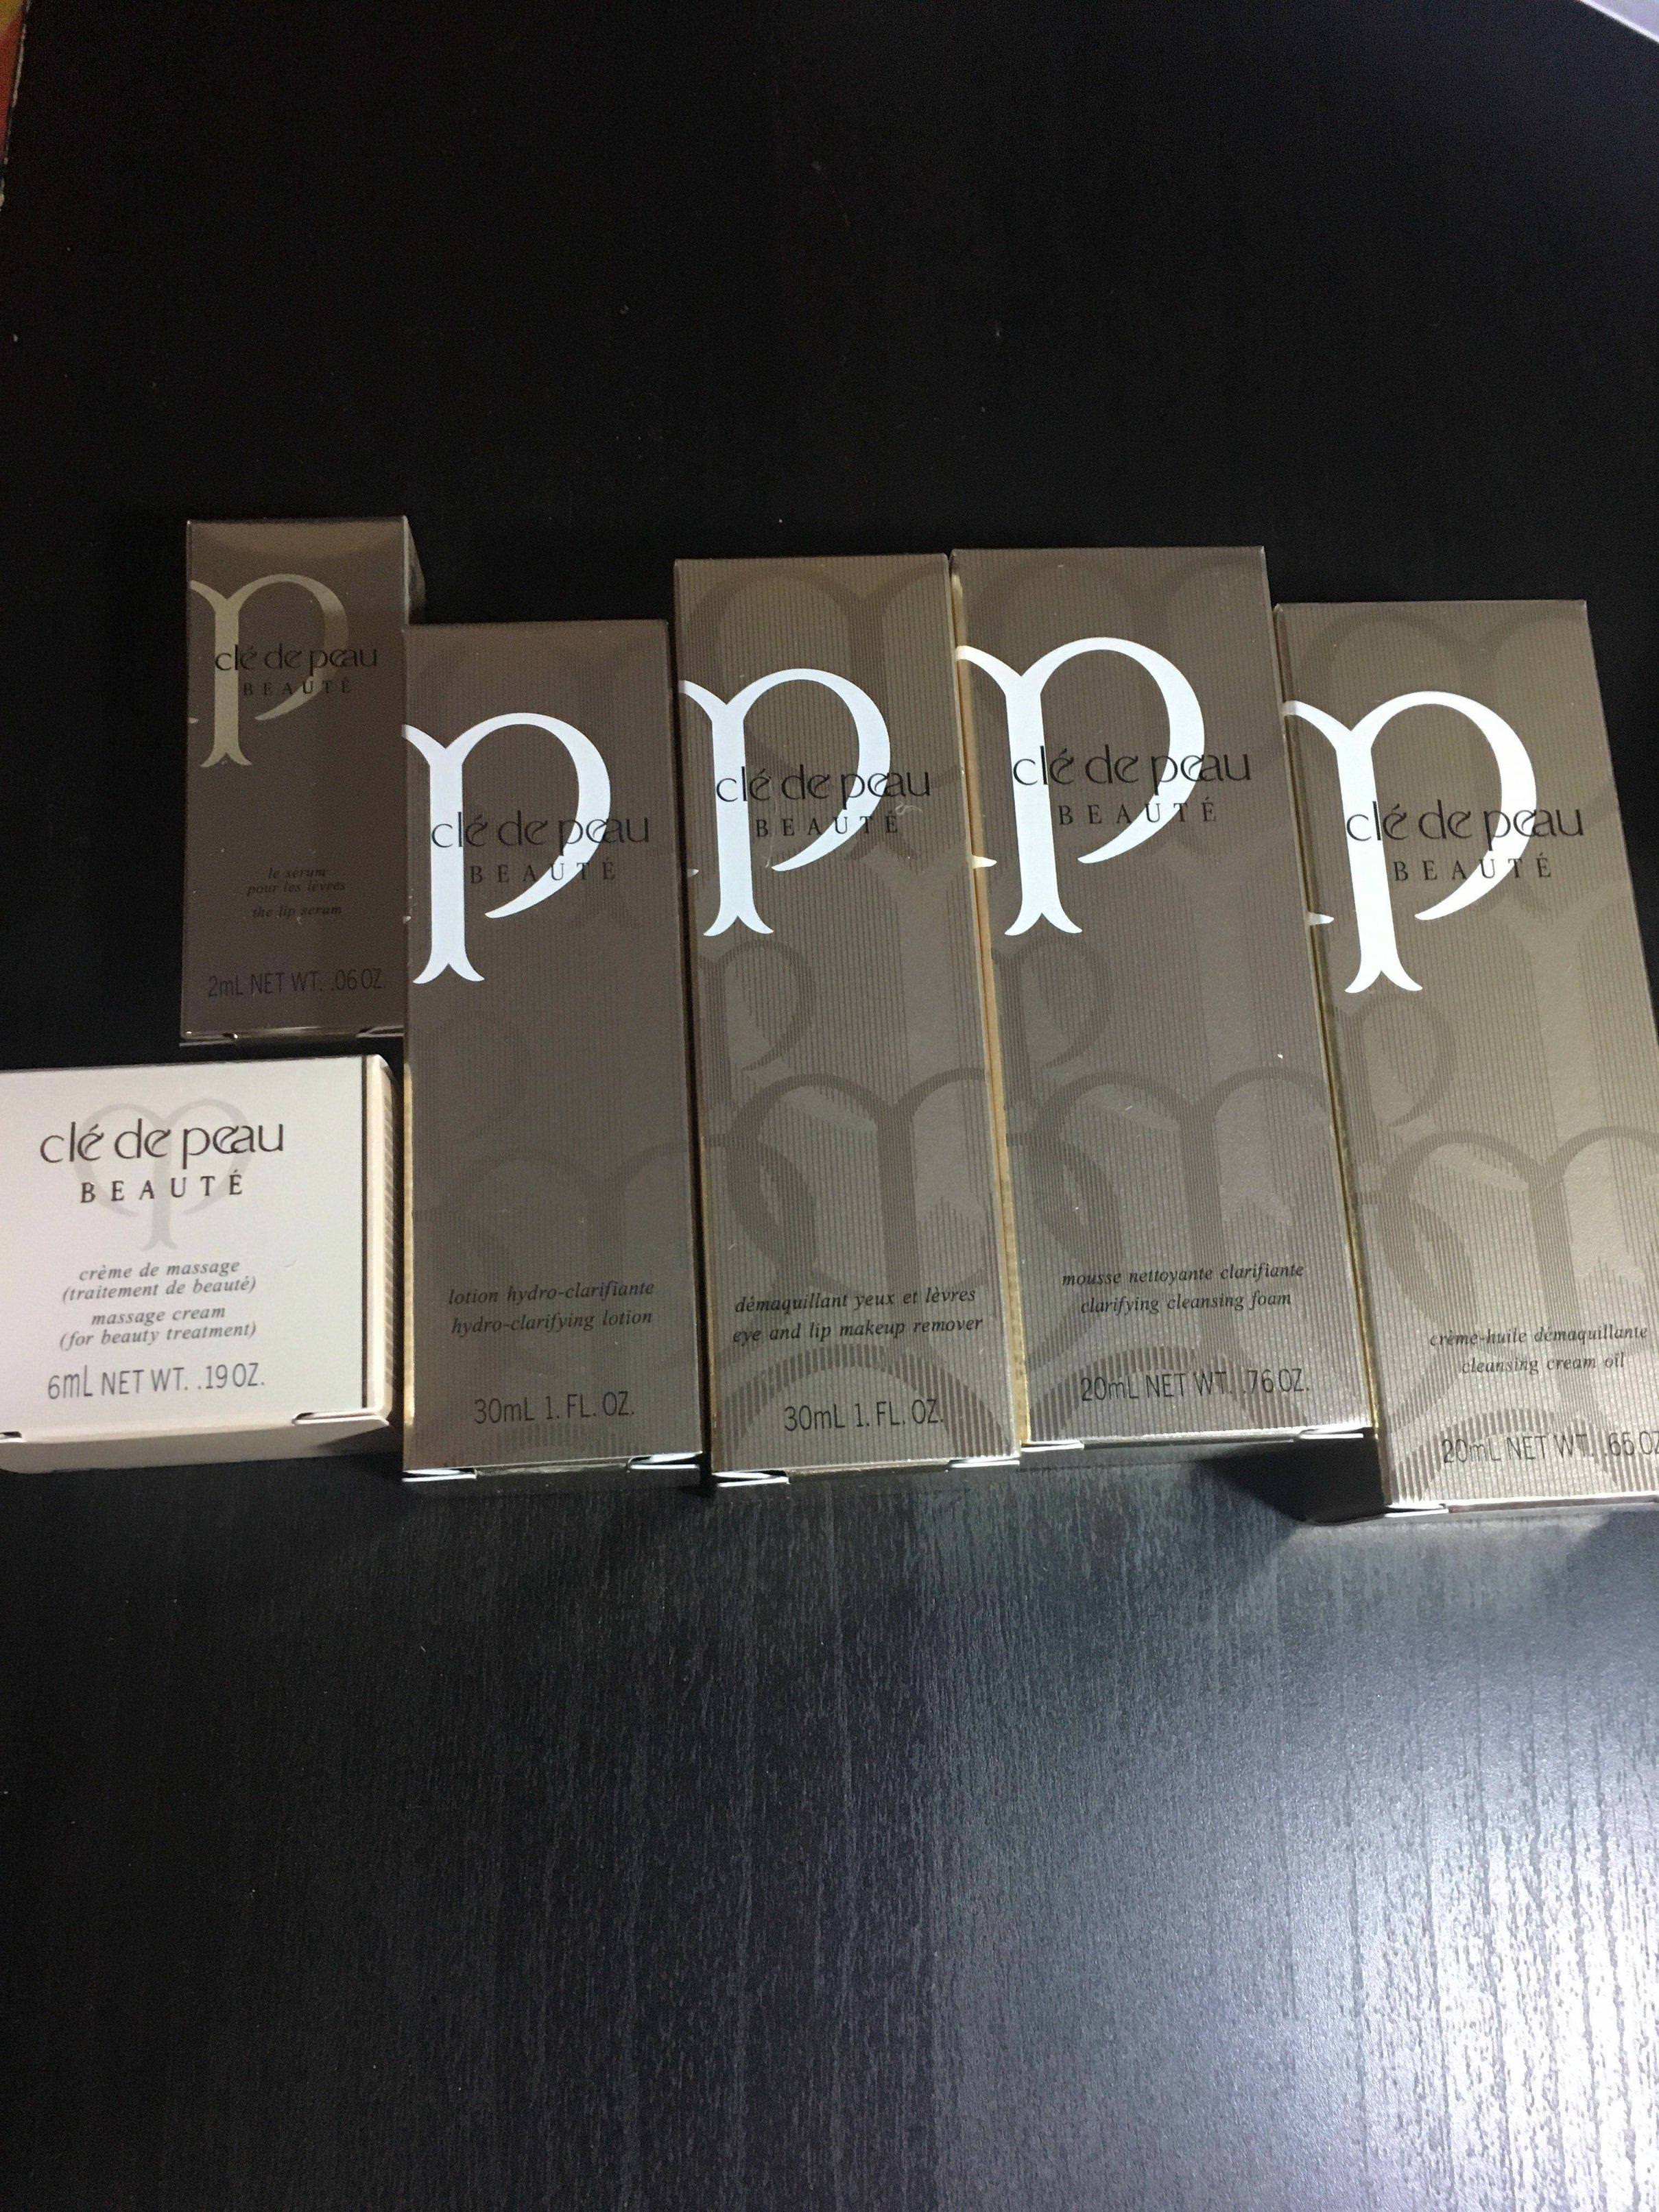 clé de peau
BEAUTÉ
le sérum
pour les lèvres
the lip serum
2mL NET WT. .06 OZ.
clé de peau
BEAUTÉ
crème de massage
(traitement de beauté)
massage cream
(for beauty treatment)
6mL NET WT. .19 OZ.
clé de peau
BEAUTÉ
lotion hydro-clarifiante
hydro-clarifying lotion
30mL 1. FL. OZ.
clé de peau
BEAUTÉ
démaquillant yeux et lèvres
eye and lip makeup remover
30mL 1. FL. OZ.
clé de peau
BEAUTÉ
mousse nettoyante clarifiante
clarifying cleansing foam
20mL NET WT. .76 OZ.
clé de peau
BEAUTÉ
crème-huile démaquillante
cleansing cream oil
20mL NET WT. .66 OZ